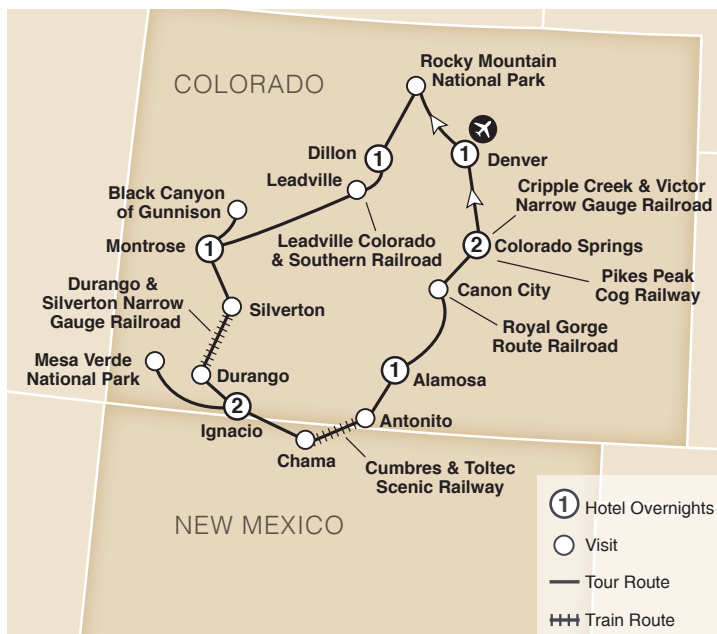 Rocky Mountain
National Park
COLORADO
Dillon
1
1
Denver
Leadville
Black Canyon
of Gunnison
Cripple Creek & Victor
Narrow Gauge Railroad
Montrose
1
Leadville Colorado
& Southern Railroad
2
Colorado Springs
Pikes Peak
Cog Railway
Durango &
Silverton Narrow
Gauge Railroad
Silverton
Canon City
Royal Gorge
Route Railroad
Mesa Verde
National Park
Durango
1
Alamosa
2
Ignacio
Antonito
Chama
Cumbres & Toltec
Scenic Railway
NEW MEXICO
1 Hotel Overnights
Visit
Tour Route
Train Route